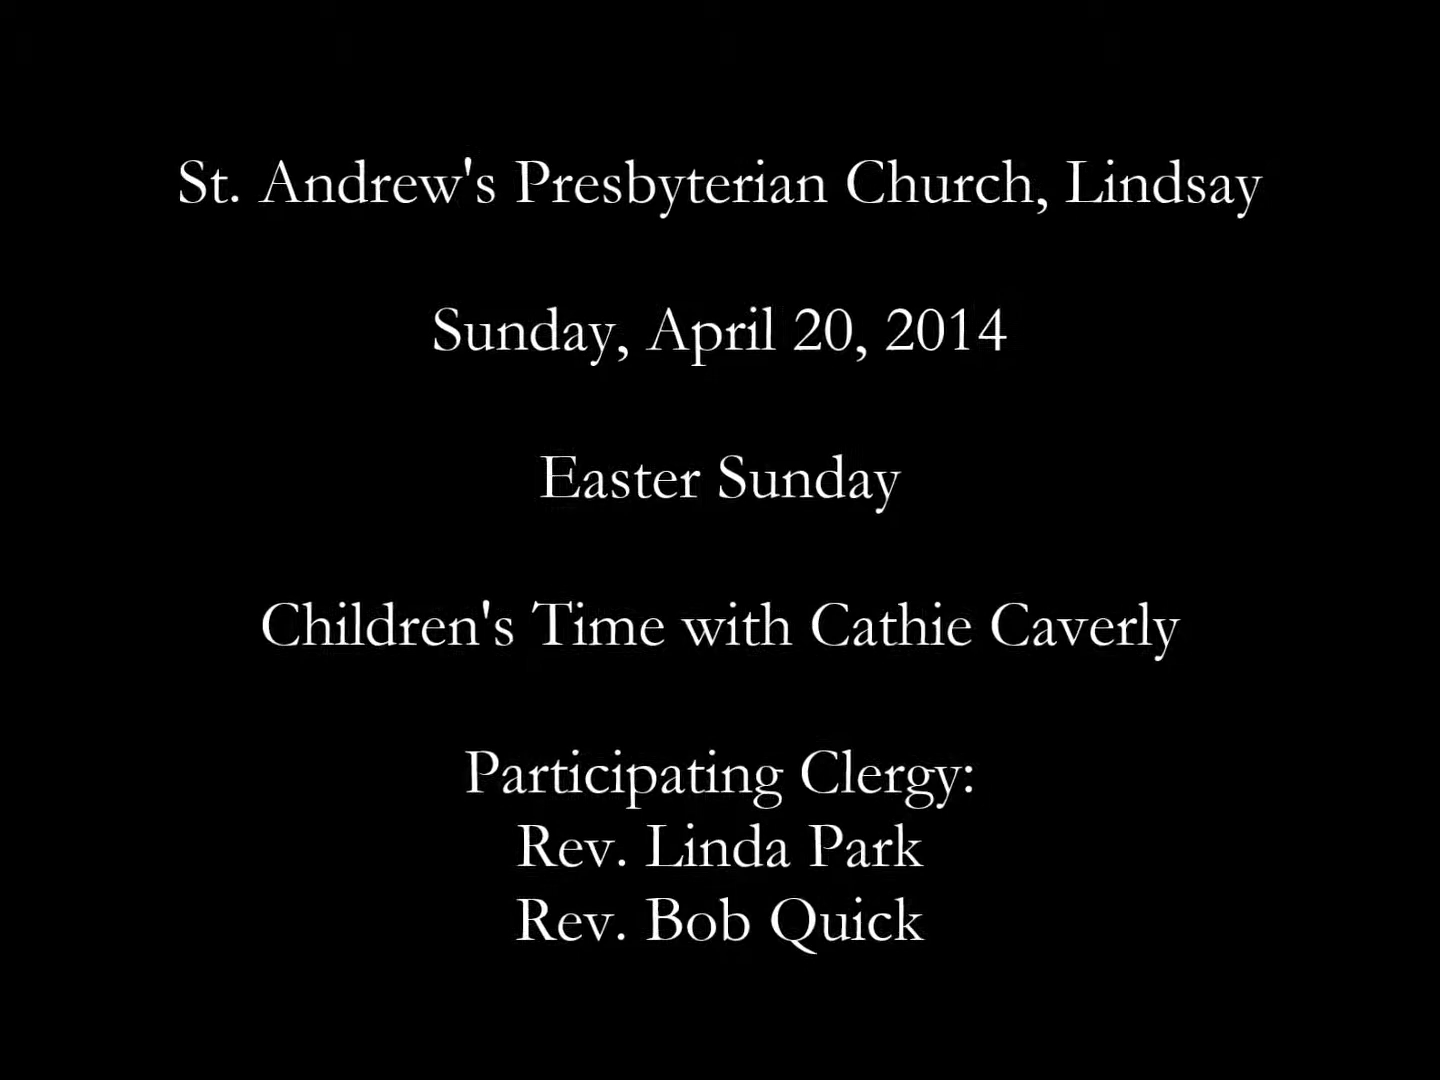 St. Andrew's Presbyterian Church, Lindsay
Sunday, April 20, 2014
Easter Sunday
Children's Time with Cathie Caverly
Participating Clergy:
Rev. Linda Park
Rev. Bob Quick